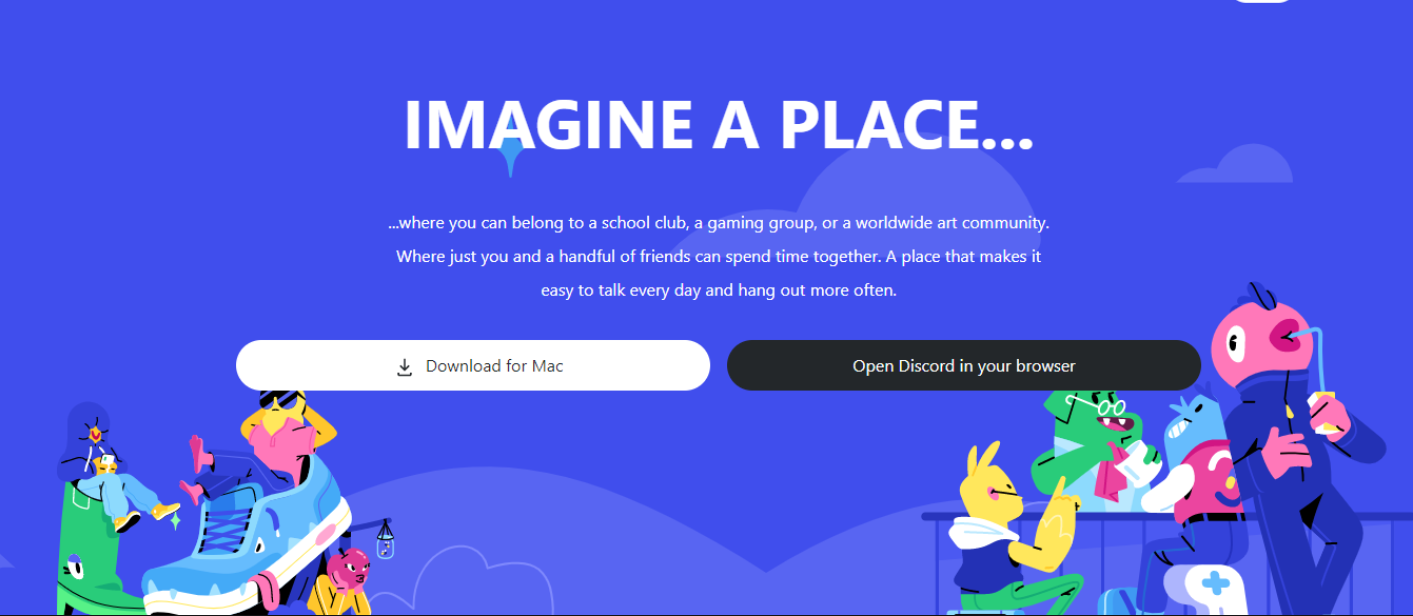 IMAGINE A PLACE...
...where you can belong to a school club, a gaming group, or a worldwide art community.
Where just you and a handful of friends can spend time together. A place that makes it
easy to talk every day and hang out more often.
Download for Mac
Open Discord in your browser